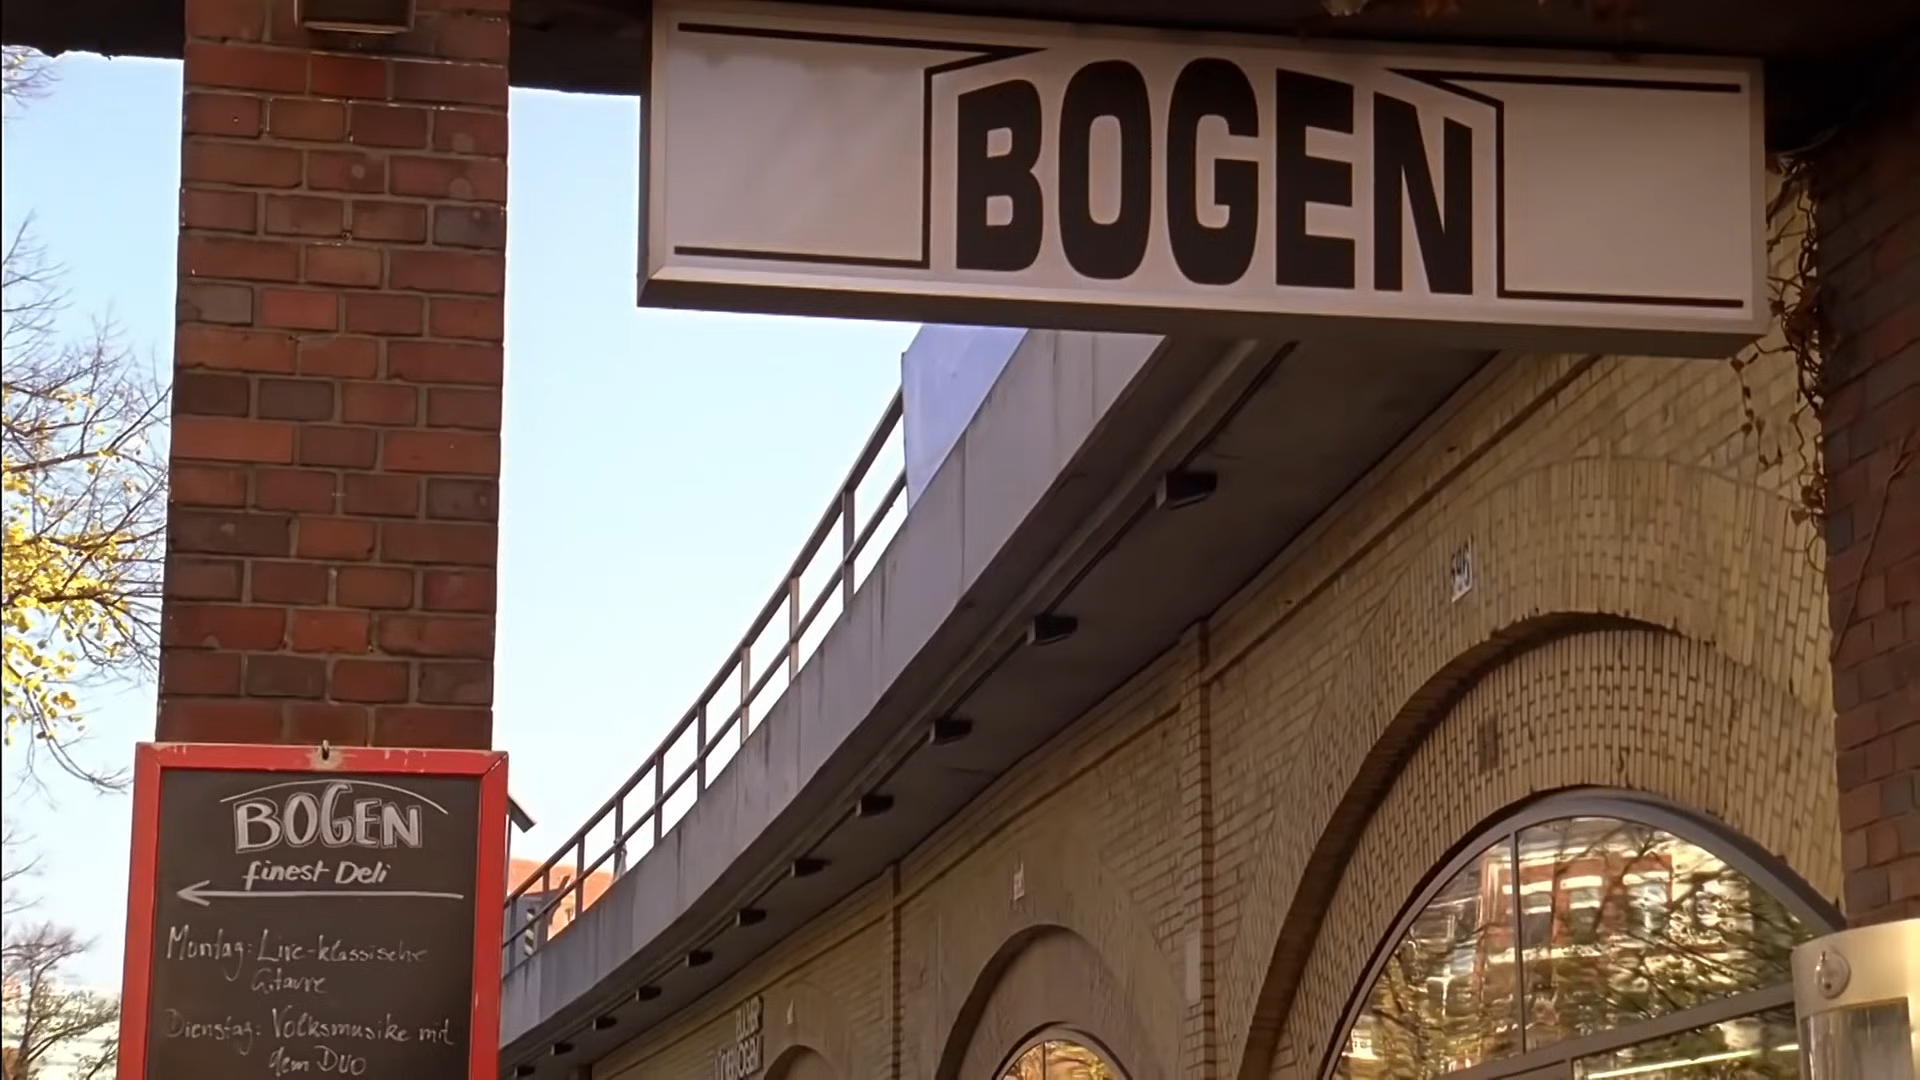 BOGEN
BOGEN
finest Deli
Montag: Live-klassische
Gitarre
Dienstag: Volksmusike mit
dem DUO